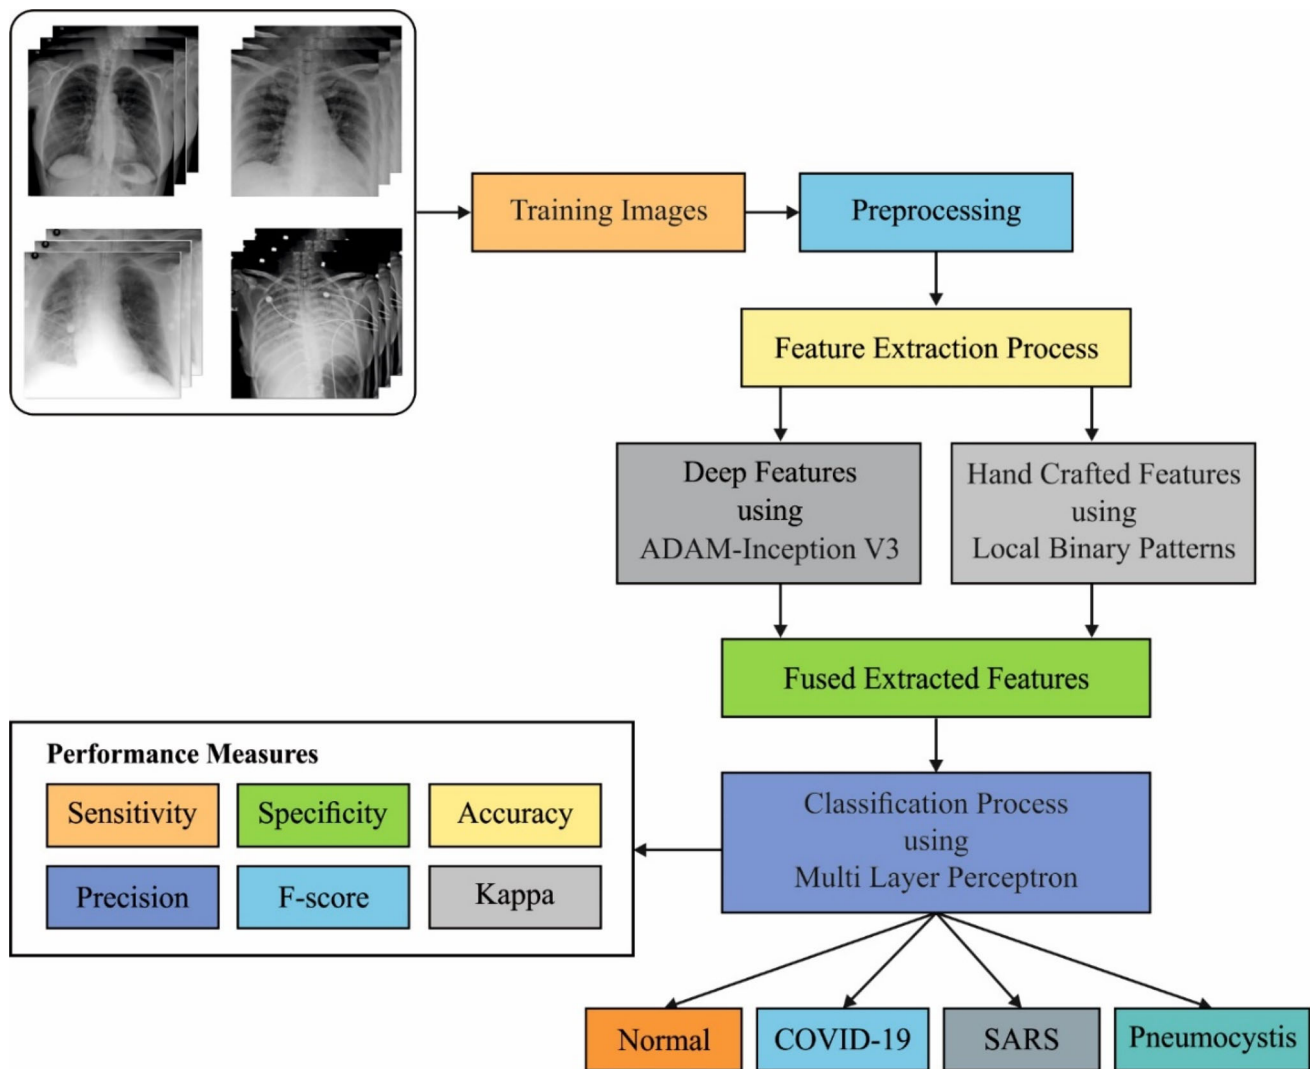 Training Images
Preprocessing
Feature Extraction Process
Deep Features
using
ADAM-Inception V3
Hand Crafted Features
using
Local Binary Patterns
Fused Extracted Features
Performance Measures
Sensitivity
Specificity
Accuracy
Precision
F-score
Kappa
Classification Process
using
Multi Layer Perceptron
Normal
COVID-19
SARS
Pneumocystis